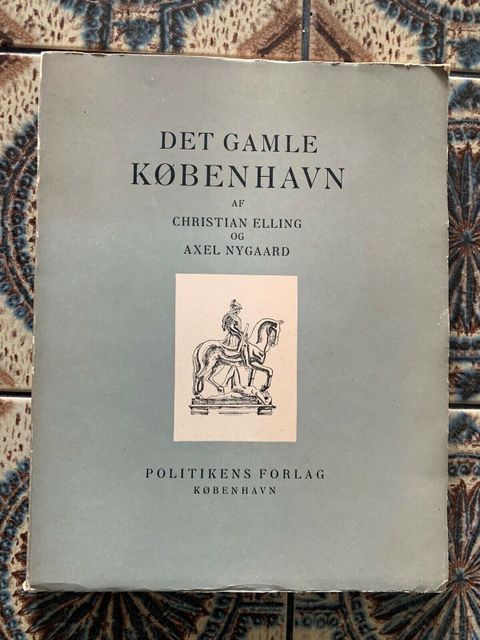 DET GAMLE
KØBENHAVN
AF
CHRISTIAN ELLING
OG
AXEL NYGAARD
POLITIKENS FORLAG
KØBENHAVN